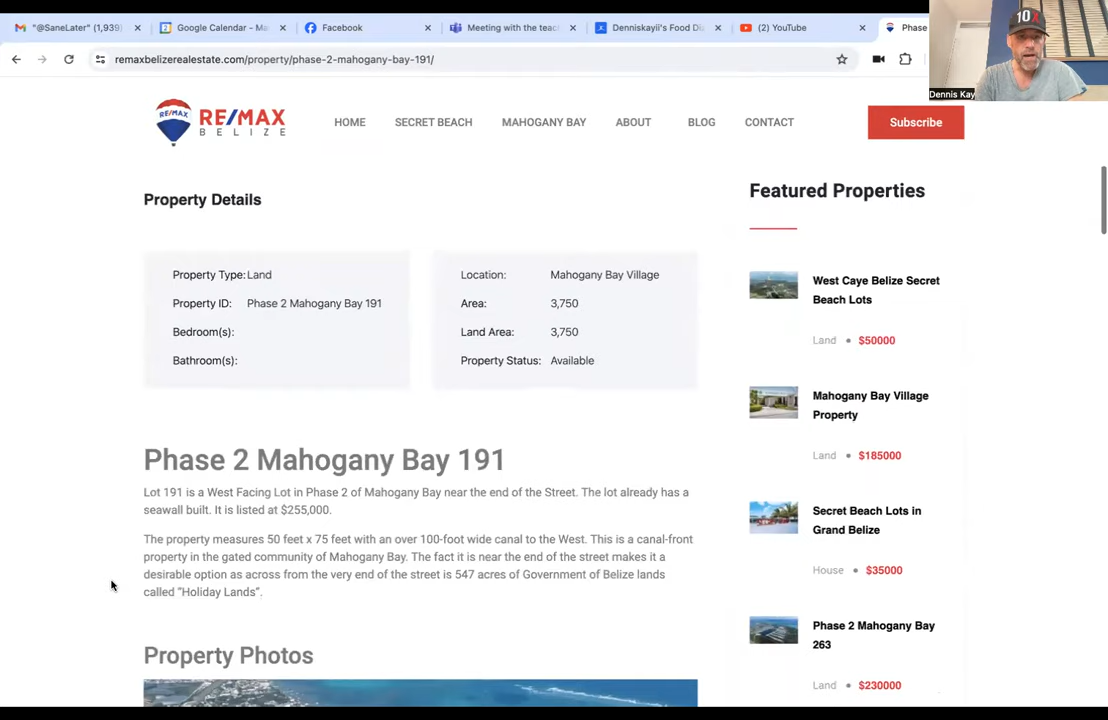 "@SaneLater" (1,939)
Google Calendar - Ma
Facebook
Meeting with the teac
Denniskayii's Food Di
(2) YouTube
Phase
remaxbelizerealestate.com/property/phase-2-mahogany-bay-191/
10X
Dennis Kay
RE/MAX
RE/MAX
BELIZE
HOME
SECRET BEACH
MAHOGANY BAY
ABOUT
BLOG
CONTACT
Subscribe
Property Details
Property Type: Land
Property ID: Phase 2 Mahogany Bay 191
Bedroom(s):
Bathroom(s):
Location: Mahogany Bay Village
Area: 3,750
Land Area: 3,750
Property Status: Available
Phase 2 Mahogany Bay 191
Lot 191 is a West Facing Lot in Phase 2 of Mahogany Bay near the end of the Street. The lot already has a
seawall built. It is listed at $255,000.
The property measures 50 feet x 75 feet with an over 100-foot wide canal to the West. This is a canal-front
property in the gated community of Mahogany Bay. The fact it is near the end of the street makes it a
desirable option as across from the very end of the street is 547 acres of Government of Belize lands
called "Holiday Lands".
Property Photos
Featured Properties
West Caye Belize Secret
Beach Lots
Land • $50000
Mahogany Bay Village
Property
Land • $185000
Secret Beach Lots in
Grand Belize
House • $35000
Phase 2 Mahogany Bay
263
Land • $230000